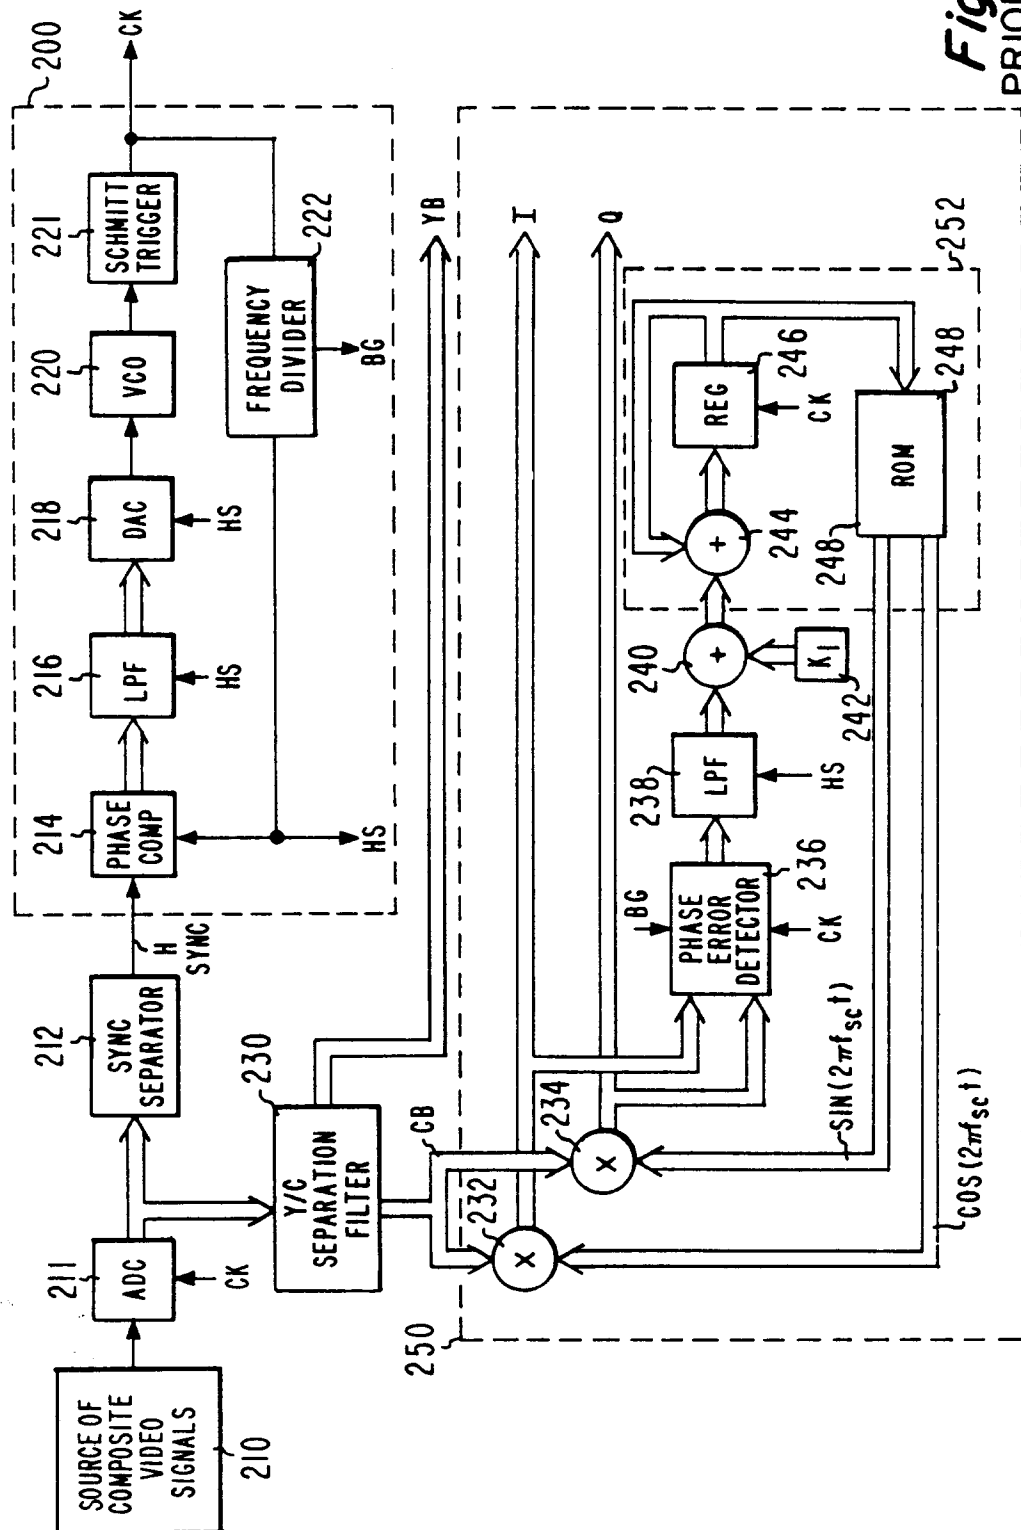 SOURCE OF
COMPOSITE
VIDEO
SIGNALS
210
211
ADC
CK
212
SYNC
SEPARATOR
H
SYNC
200
214
PHASE
COMP
HS
216
LPF
HS
218
DAC
HS
220
VCO
221
SCHMITT
TRIGGER
CK
FREQUENCY
DIVIDER
222
BG
230
Y/C
SEPARATION
FILTER
YB
CB
250
232
X
234
X
I
Q
BG
PHASE
ERROR
DETECTOR
236
CK
238
LPF
HS
240
+
K1
242
252
+
244
REG
246
CK
248
ROM
248
SIN(2πfsct)
COS(2πfsct)
Fig
PRIO